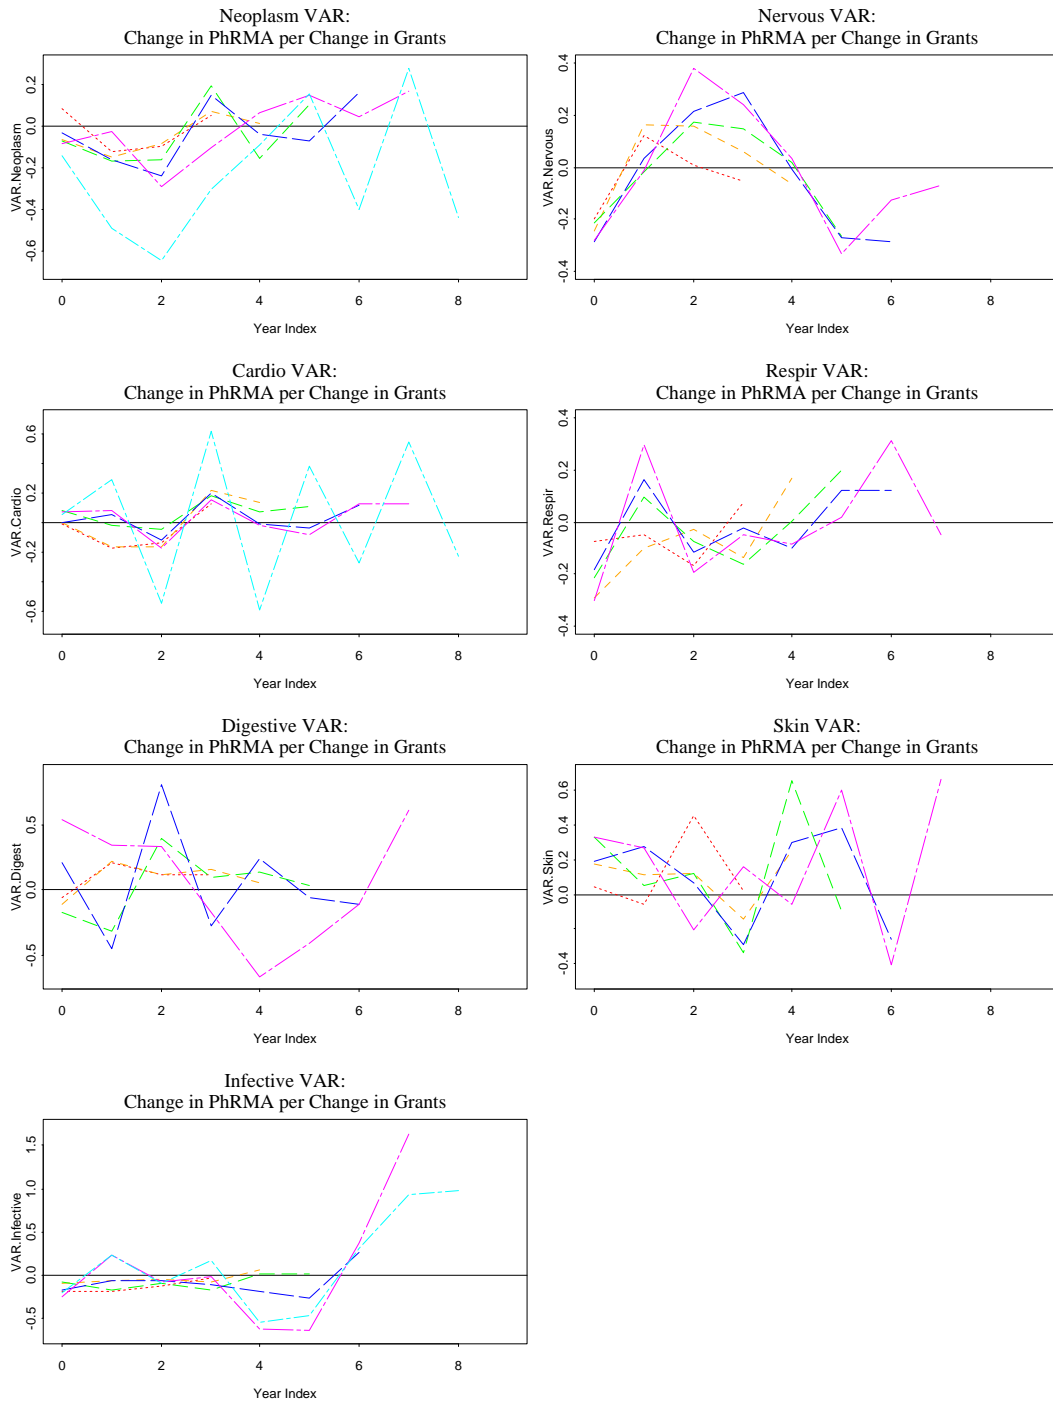 Neoplasm VAR:
Change in PhRMA per Change in Grants
VAR.Neoplasm
0.2
0.0
-0.2
-0.4
-0.6
0 2 4 6 8
Year Index
Nervous VAR:
Change in PhRMA per Change in Grants
VAR.Nervous
0.4
0.2
0.0
-0.2
-0.4
0 2 4 6 8
Year Index
Cardio VAR:
Change in PhRMA per Change in Grants
VAR.Cardio
0.6
0.2
-0.2
-0.6
0 2 4 6 8
Year Index
Respir VAR:
Change in PhRMA per Change in Grants
VAR.Respir
0.4
0.2
0.0
-0.2
-0.4
0 2 4 6 8
Year Index
Digestive VAR:
Change in PhRMA per Change in Grants
VAR.Digest
0.5
0.0
-0.5
0 2 4 6 8
Year Index
Skin VAR:
Change in PhRMA per Change in Grants
VAR.Skin
0.6
0.4
0.2
0.0
-0.4
0 2 4 6 8
Year Index
Infective VAR:
Change in PhRMA per Change in Grants
VAR.Infective
1.5
1.0
0.5
0.0
-0.5
0 2 4 6 8
Year Index